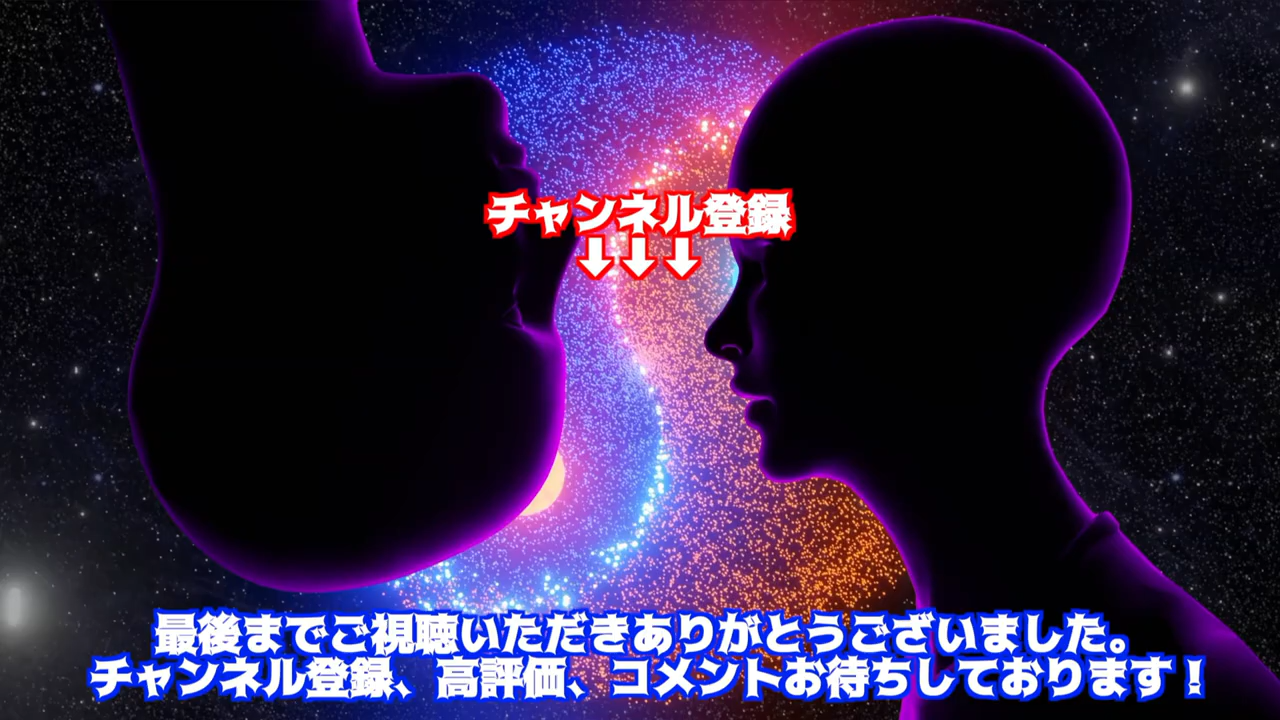 チャンネル登録
↓↓↓
最後までご視聴いただきありがとうございました。
チャンネル登録、高評価、コメントお待ちしております！